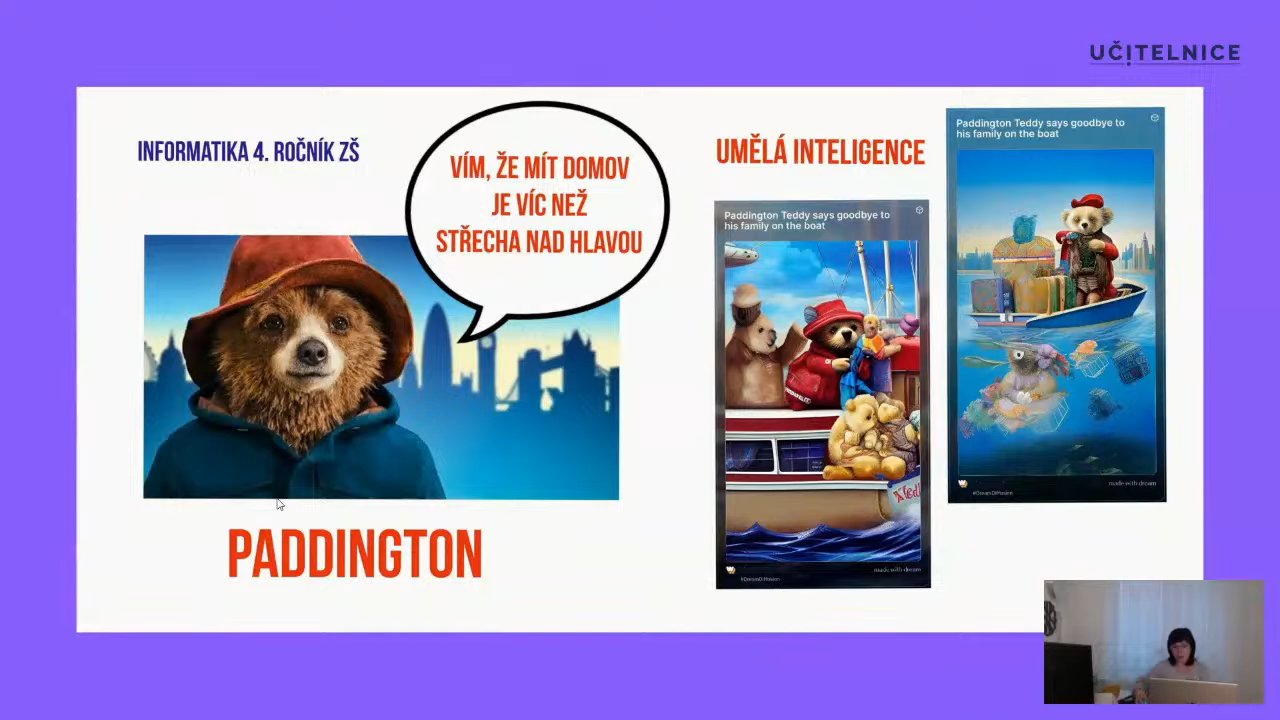 UČITELNICE
INFORMATIKA 4. ROČNÍK ZŠ
VÍM, ŽE MÍT DOMOV
JE VÍC NEŽ
STŘECHA NAD HLAVOU
PADDINGTON
UMĚLÁ INTELIGENCE
Paddington Teddy says goodbye to
his family on the boat
made with dream
Paddington Teddy says goodbye to
his family on the boat
made with dream